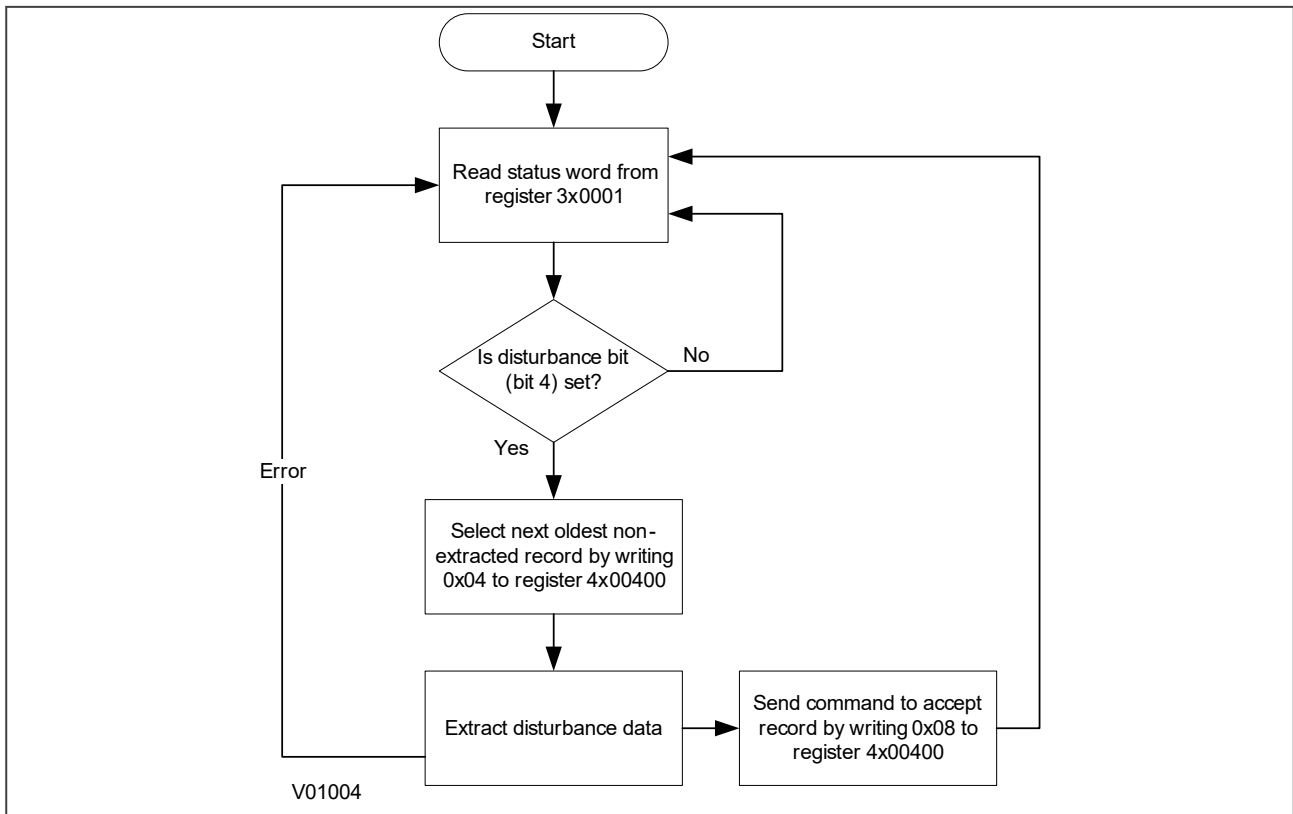 Start
Read status word from
register 3x0001
Is disturbance bit
(bit 4) set?
No
Yes
Error
Select next oldest non-
extracted record by writing
0x04 to register 4x00400
Extract disturbance data
Send command to accept
record by writing 0x08 to
register 4x00400
V01004